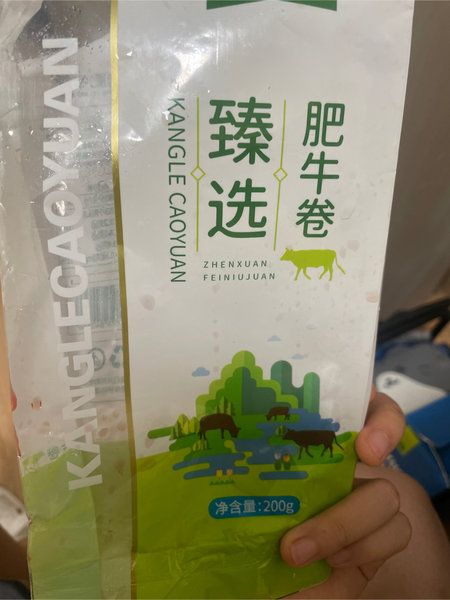 KANGLECAOYUAN
KANGLE CAOYUAN
臻选
肥牛卷
ZHENXUAN
FEINIUJUAN
净含量:200g